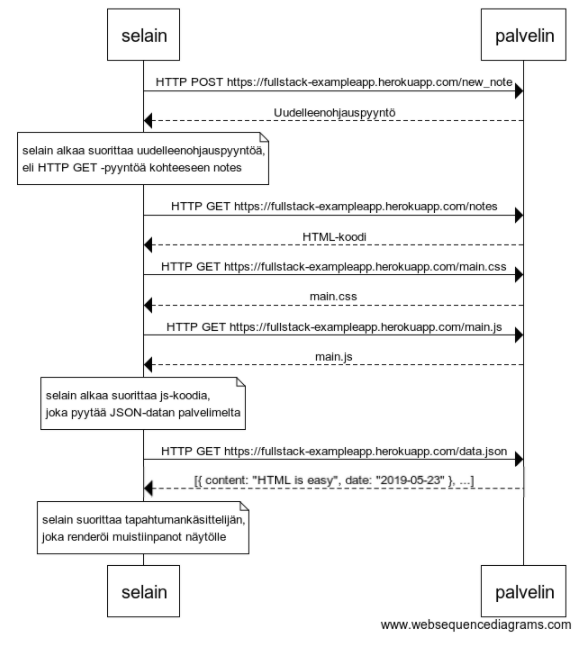 selain palvelin
HTTP POST https://fullstack-exampleapp.herokuapp.com/new_note
Uudelleenohjauspyyntö
selain alkaa suorittaa uudelleenohjauspyyntöä,
eli HTTP GET -pyyntöä kohteeseen notes
HTTP GET https://fullstack-exampleapp.herokuapp.com/notes
HTML-koodi
HTTP GET https://fullstack-exampleapp.herokuapp.com/main.css
main.css
HTTP GET https://fullstack-exampleapp.herokuapp.com/main.js
main.js
selain alkaa suorittaa js-koodia,
joka pyytää JSON-datan palvelimelta
HTTP GET https://fullstack-exampleapp.herokuapp.com/data.json
[{ content: "HTML is easy", date: "2019-05-23" }, ...]
selain suorittaa tapahtumankäsittelijän,
joka renderöi muistiinpanot näytölle
selain palvelin
www.websequencediagrams.com